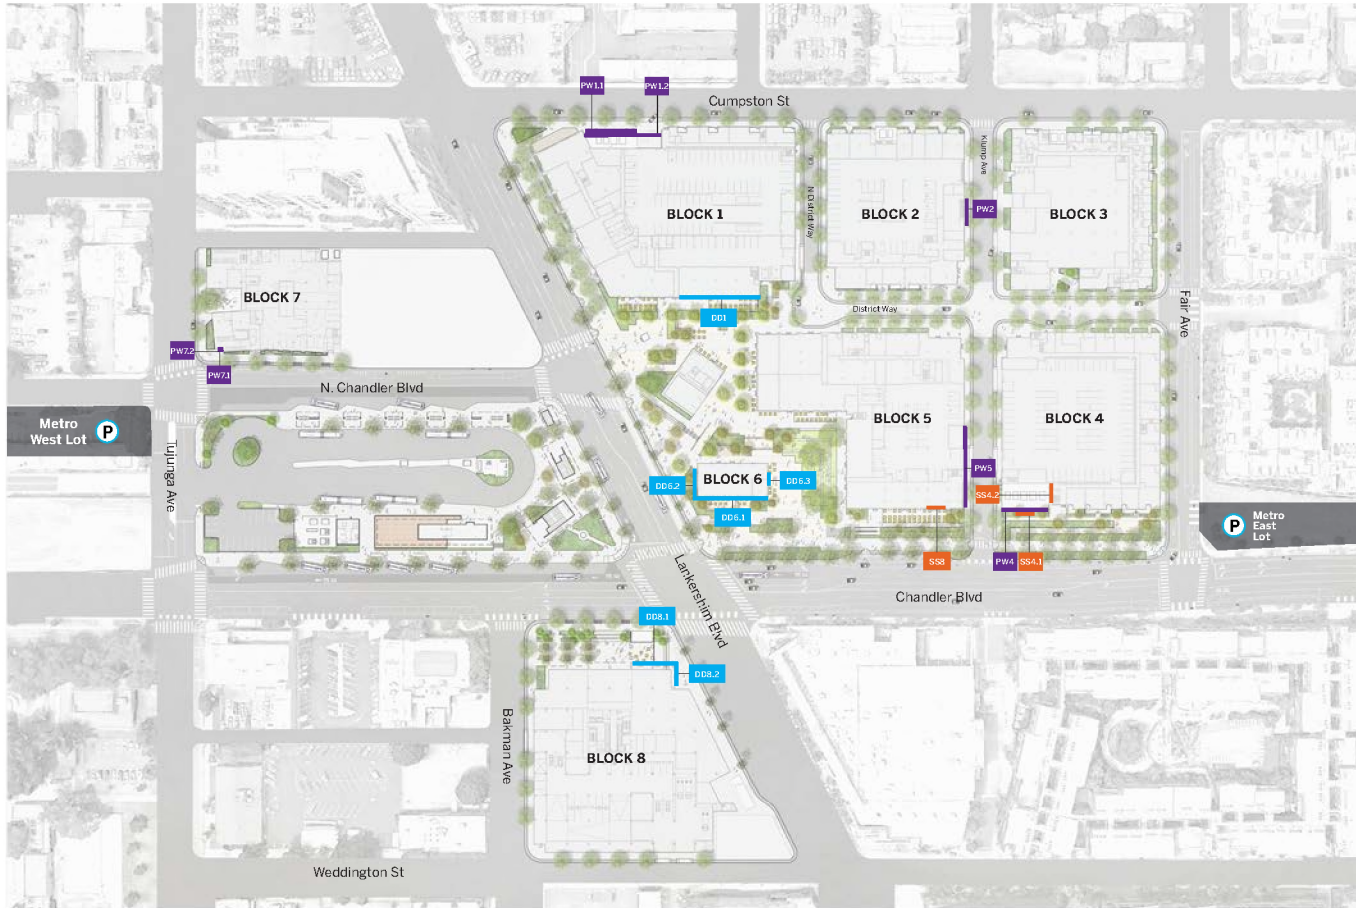 PW1.1
PW1.2
Cumpston St
Klump Ave
N District Way
BLOCK 1
BLOCK 2
PW2
BLOCK 3
BLOCK 7
DD1
District Way
Fair Ave
PW7.2
PW7.1
N. Chandler Blvd
Metro
West Lot
P
Tujunga Ave
BLOCK 5
BLOCK 4
PW5
DD6.2
BLOCK 6
DD6.3
DD6.1
SS4.2
P
Metro
East
Lot
SS8
PW4
SS4.1
Lankershim Blvd
Chandler Blvd
DD8.1
DD8.2
Bakman Ave
BLOCK 8
Weddington St